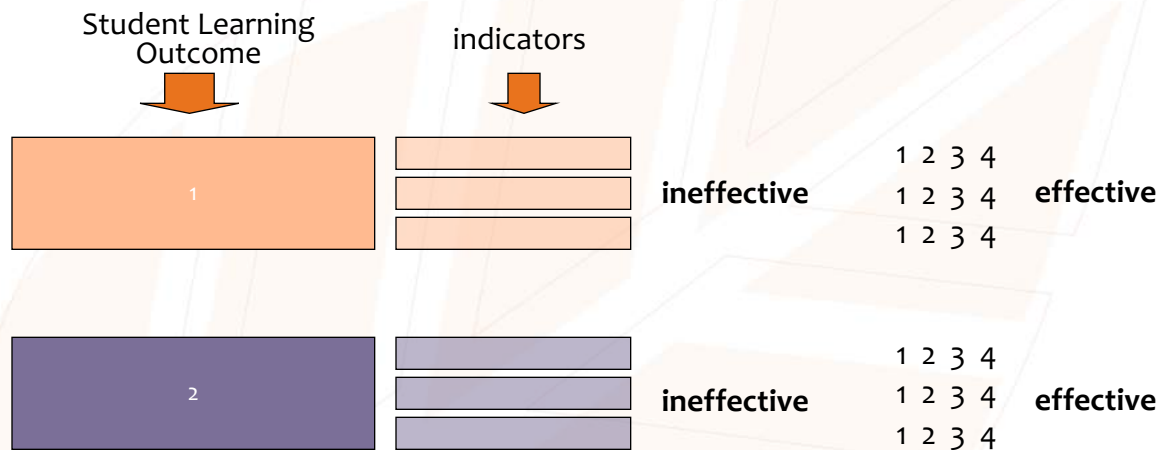 Student Learning
Outcome
indicators
1
1 2 3 4
ineffective 1 2 3 4 effective
1 2 3 4
2
1 2 3 4
ineffective 1 2 3 4 effective
1 2 3 4